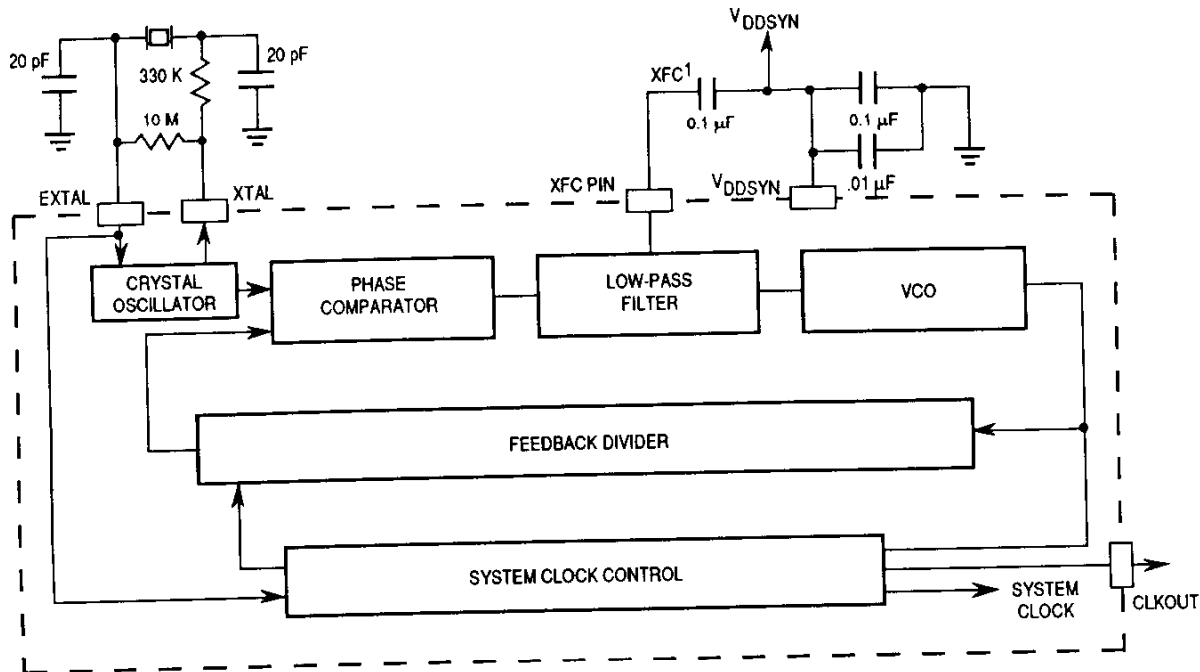 V DDSYN
20 pF
20 pF
330 K
10 M
XFC1
0.1 µF
0.1 µF
.01 µF
EXTAL
XTAL
XFC PIN
V DDSYN
CRYSTAL
OSCILLATOR
PHASE
COMPARATOR
LOW-PASS
FILTER
VCO
FEEDBACK DIVIDER
SYSTEM CLOCK CONTROL
SYSTEM
CLOCK
CLKOUT